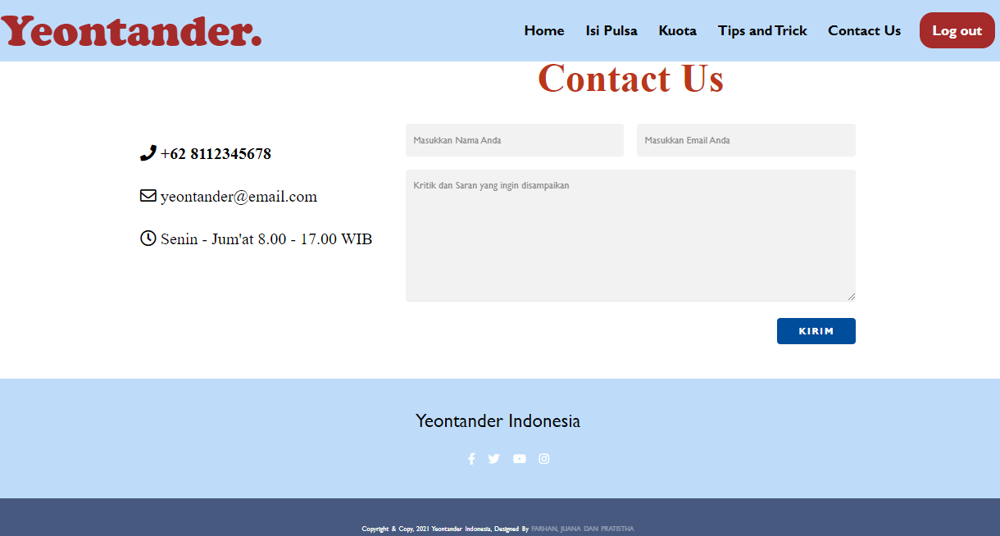 Yeontander.
Home Isi Pulsa Kuota Tips and Trick Contact Us Log out
Contact Us
+62 8112345678
yeontander@email.com
Senin - Jum'at 8.00 - 17.00 WIB
Masukkan Nama Anda Masukkan Email Anda
Kritik dan Saran yang ingin disampaikan
KIRIM
Yeontander Indonesia
Copyright & Copy, 2021 Yeontander Indonesia, Designed By FARHAN, JUANA DAN PRATISTHA